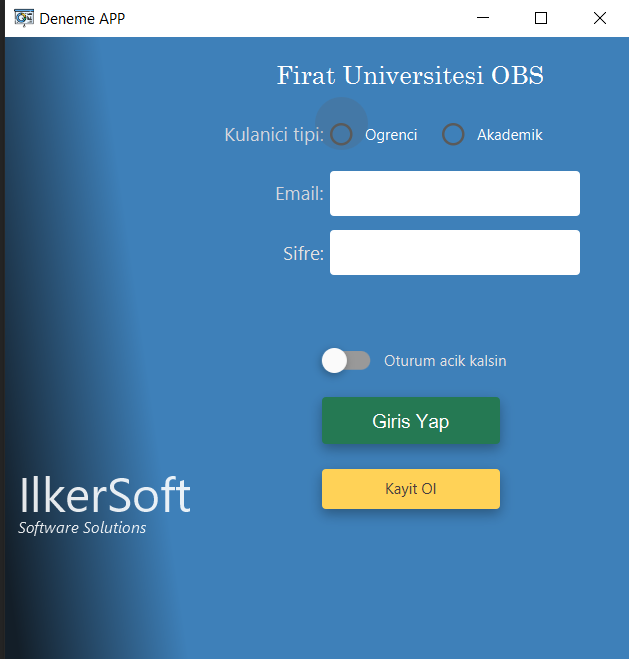 Deneme APP
Firat Universitesi OBS
Kulanici tipi: Ogrenci Akademik
Email:
Sifre:
Oturum acik kalsin
Giris Yap
Kayit Ol
IlkerSoft
Software Solutions